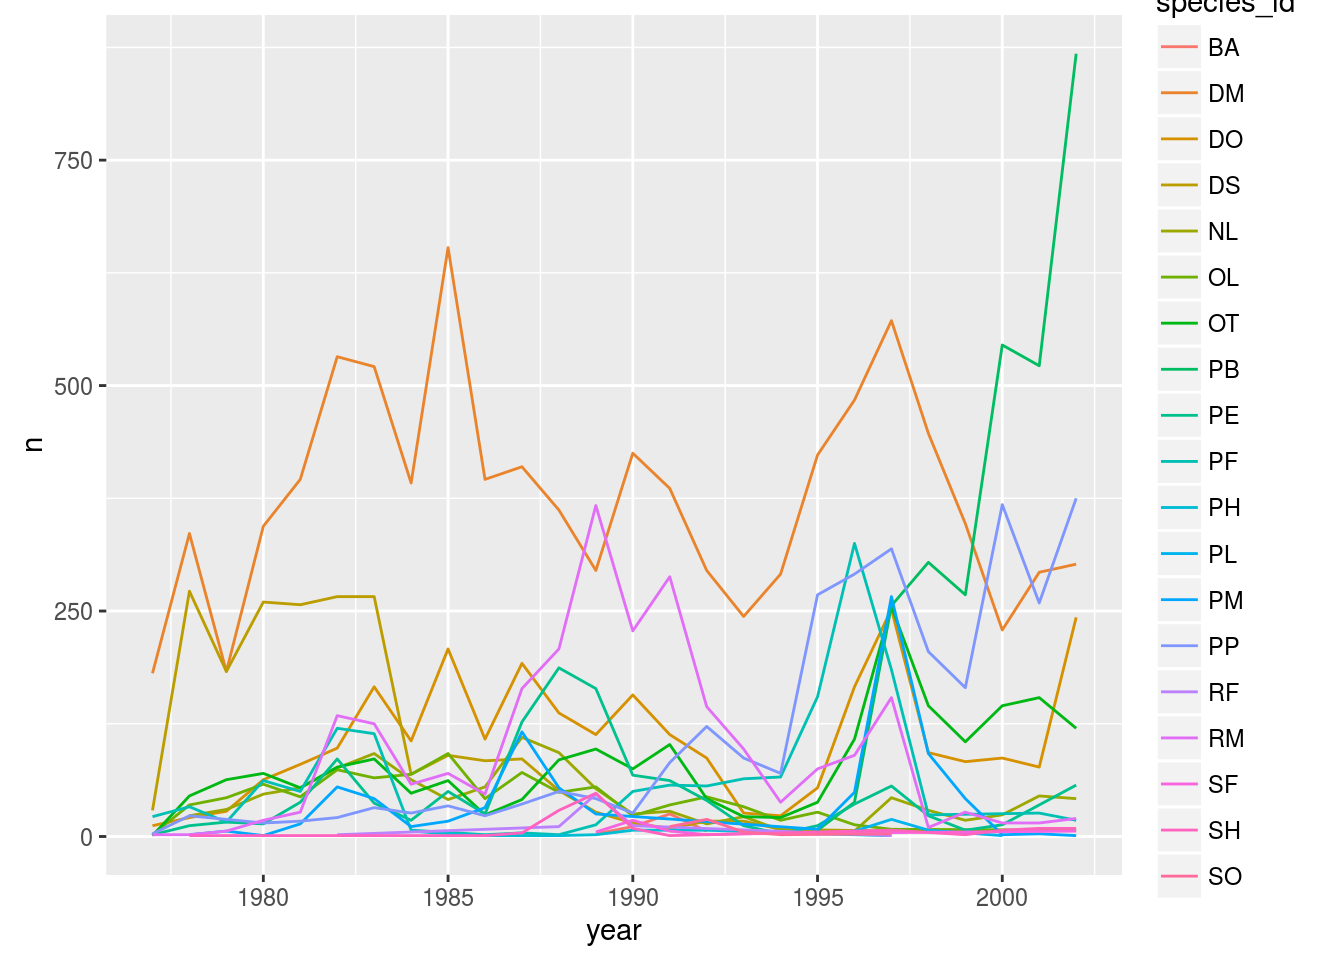 species_id
BA
DM
DO
DS
NL
OL
OT
PB
PE
PF
PH
PL
PM
PP
RF
RM
SF
SH
SO
750
500
250
0
n
1980 1985 1990 1995 2000
year